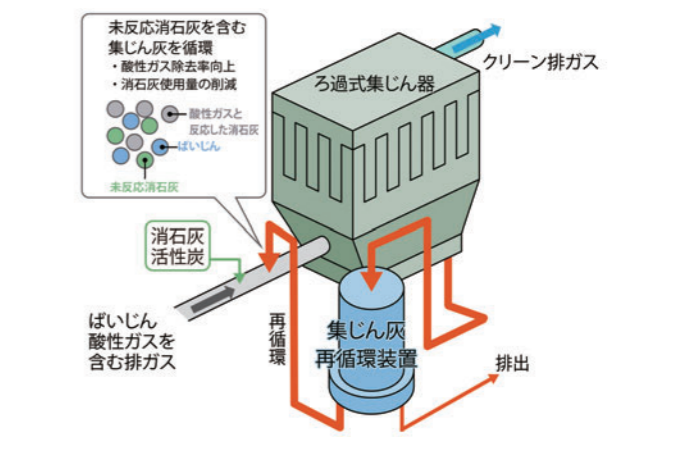 未反応消石灰を含む
集じん灰を循環
・酸性ガス除去率向上
・消石灰使用量の削減
酸性ガスと
反応した消石灰
ばいじん
未反応消石灰
クリーン排ガス
ろ過式集じん器
消石灰
活性炭
ばいじん
酸性ガスを
含む排ガス
再循環
集じん灰
再循環装置
排出